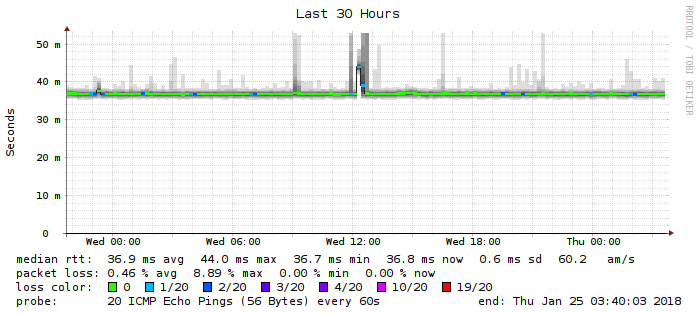 Last 30 Hours
RRDTOOL / TOBI OETIKER
Seconds
50 m
40 m
30 m
20 m
10 m
0
Wed 00:00 Wed 06:00 Wed 12:00 Wed 18:00 Thu 00:00
median rtt: 36.9 ms avg 44.0 ms max 36.7 ms min 36.8 ms now 0.6 ms sd 60.2 am/s
packet loss: 0.46 % avg 8.89 % max 0.00 % min 0.00 % now
loss color: 0 1/20 2/20 3/20 4/20 10/20 19/20
probe: 20 ICMP Echo Pings (56 Bytes) every 60s end: Thu Jan 25 03:40:03 2018